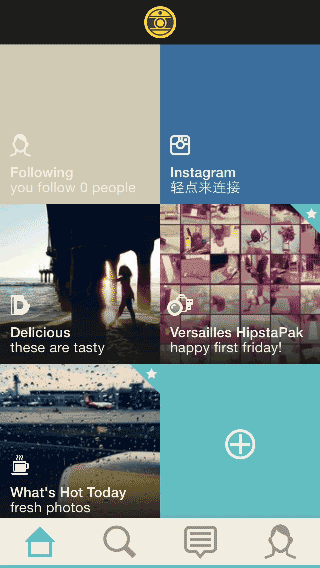 Following
you follow 0 people
Instagram
轻点来连接
Delicious
these are tasty
Versailles HipstaPak
happy first friday!
What's Hot Today
fresh photos